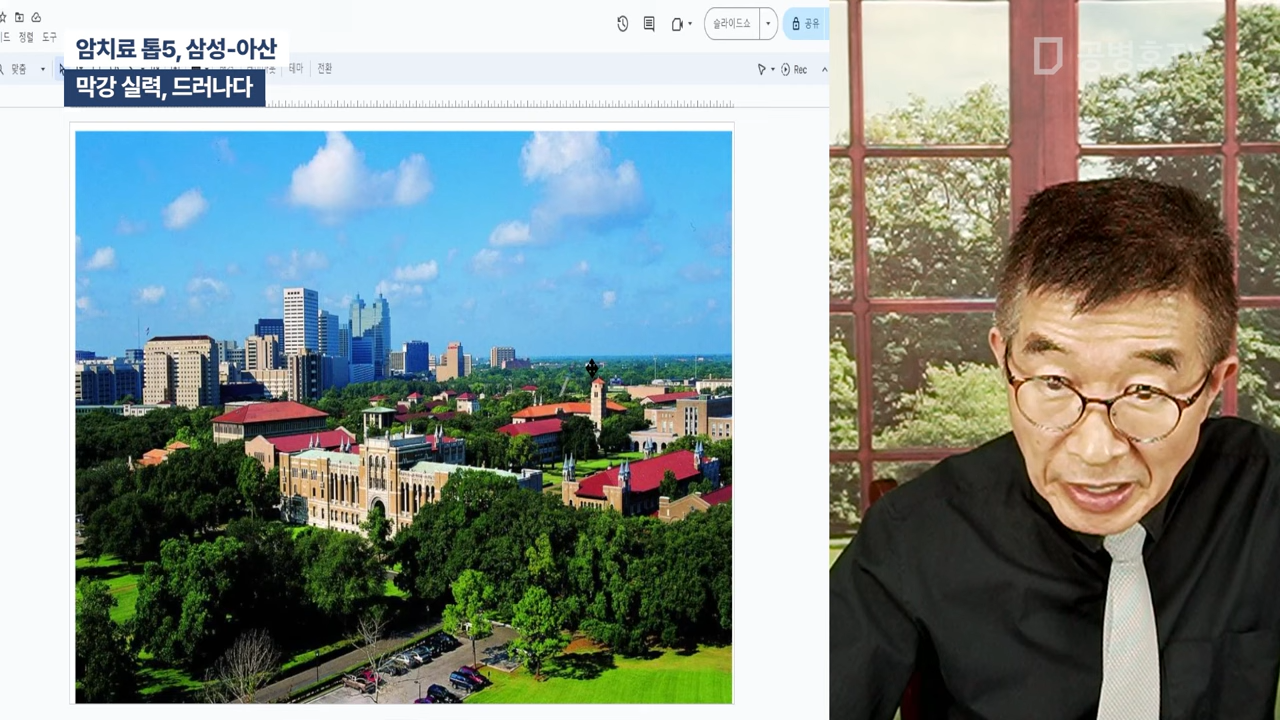 슬라이드쇼
공유
드 정렬 도구
암치료 톱5, 삼성-아산
맞춤
테마
전환
Rec
막강 실력, 드러나다